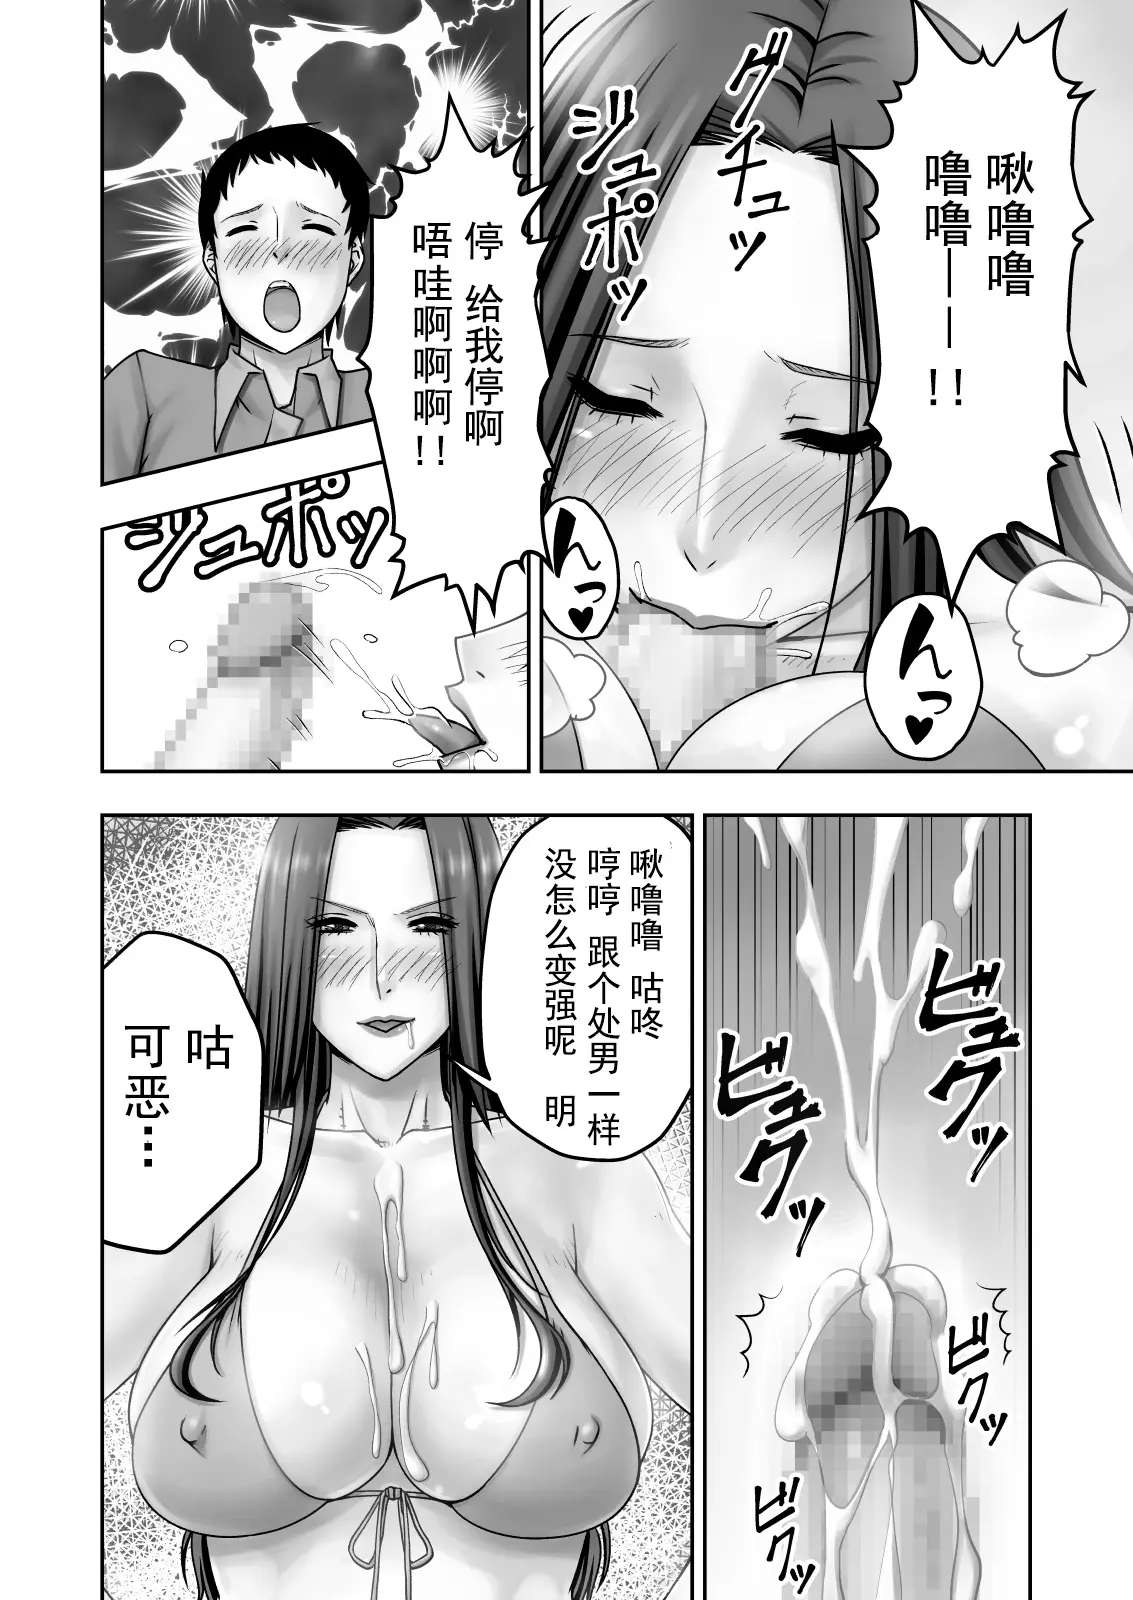 啾噜噜
噜噜——!!
グチュッ
ジュポッ
んっ♥
んっ♥
停 给我停啊
唔哇啊啊啊!!
ジュポッ
ビュクッ
ビュクッ
ビクッ
ビクッ
啾噜噜 咕咚
哼哼 跟个处男一样
没怎么变强呢 明
咕
可恶…